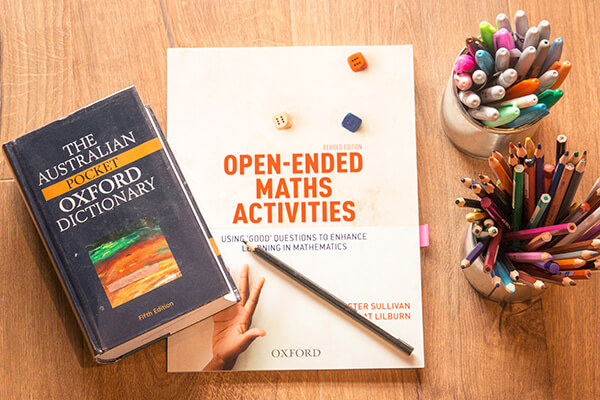 THE
AUSTRALIAN
POCKET
OXFORD
DICTIONARY
Fifth Edition
REVISED EDITION
OPEN-ENDED
MATHS
ACTIVITIES
USING 'GOOD' QUESTIONS TO ENHANCE
LEARNING IN MATHEMATICS
SULLIVAN
LILBURN
OXFORD